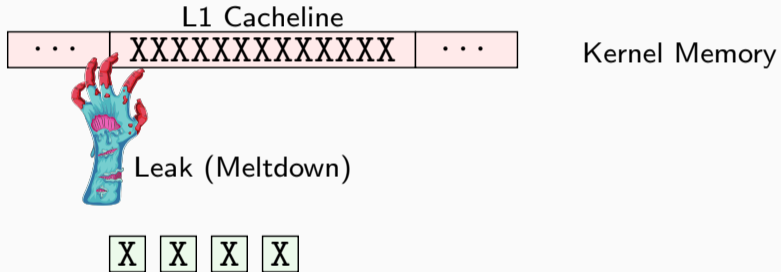 L1 Cacheline
··· XXXXXXXXXXXXX ··· Kernel Memory
Leak (Meltdown)
X X X X